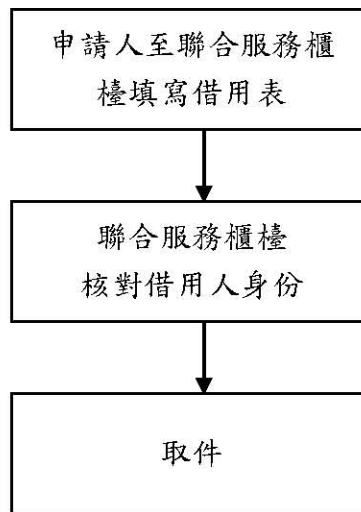 申請人至聯合服務櫃
檯填寫借用表
聯合服務櫃檯
核對借用人身份
取件